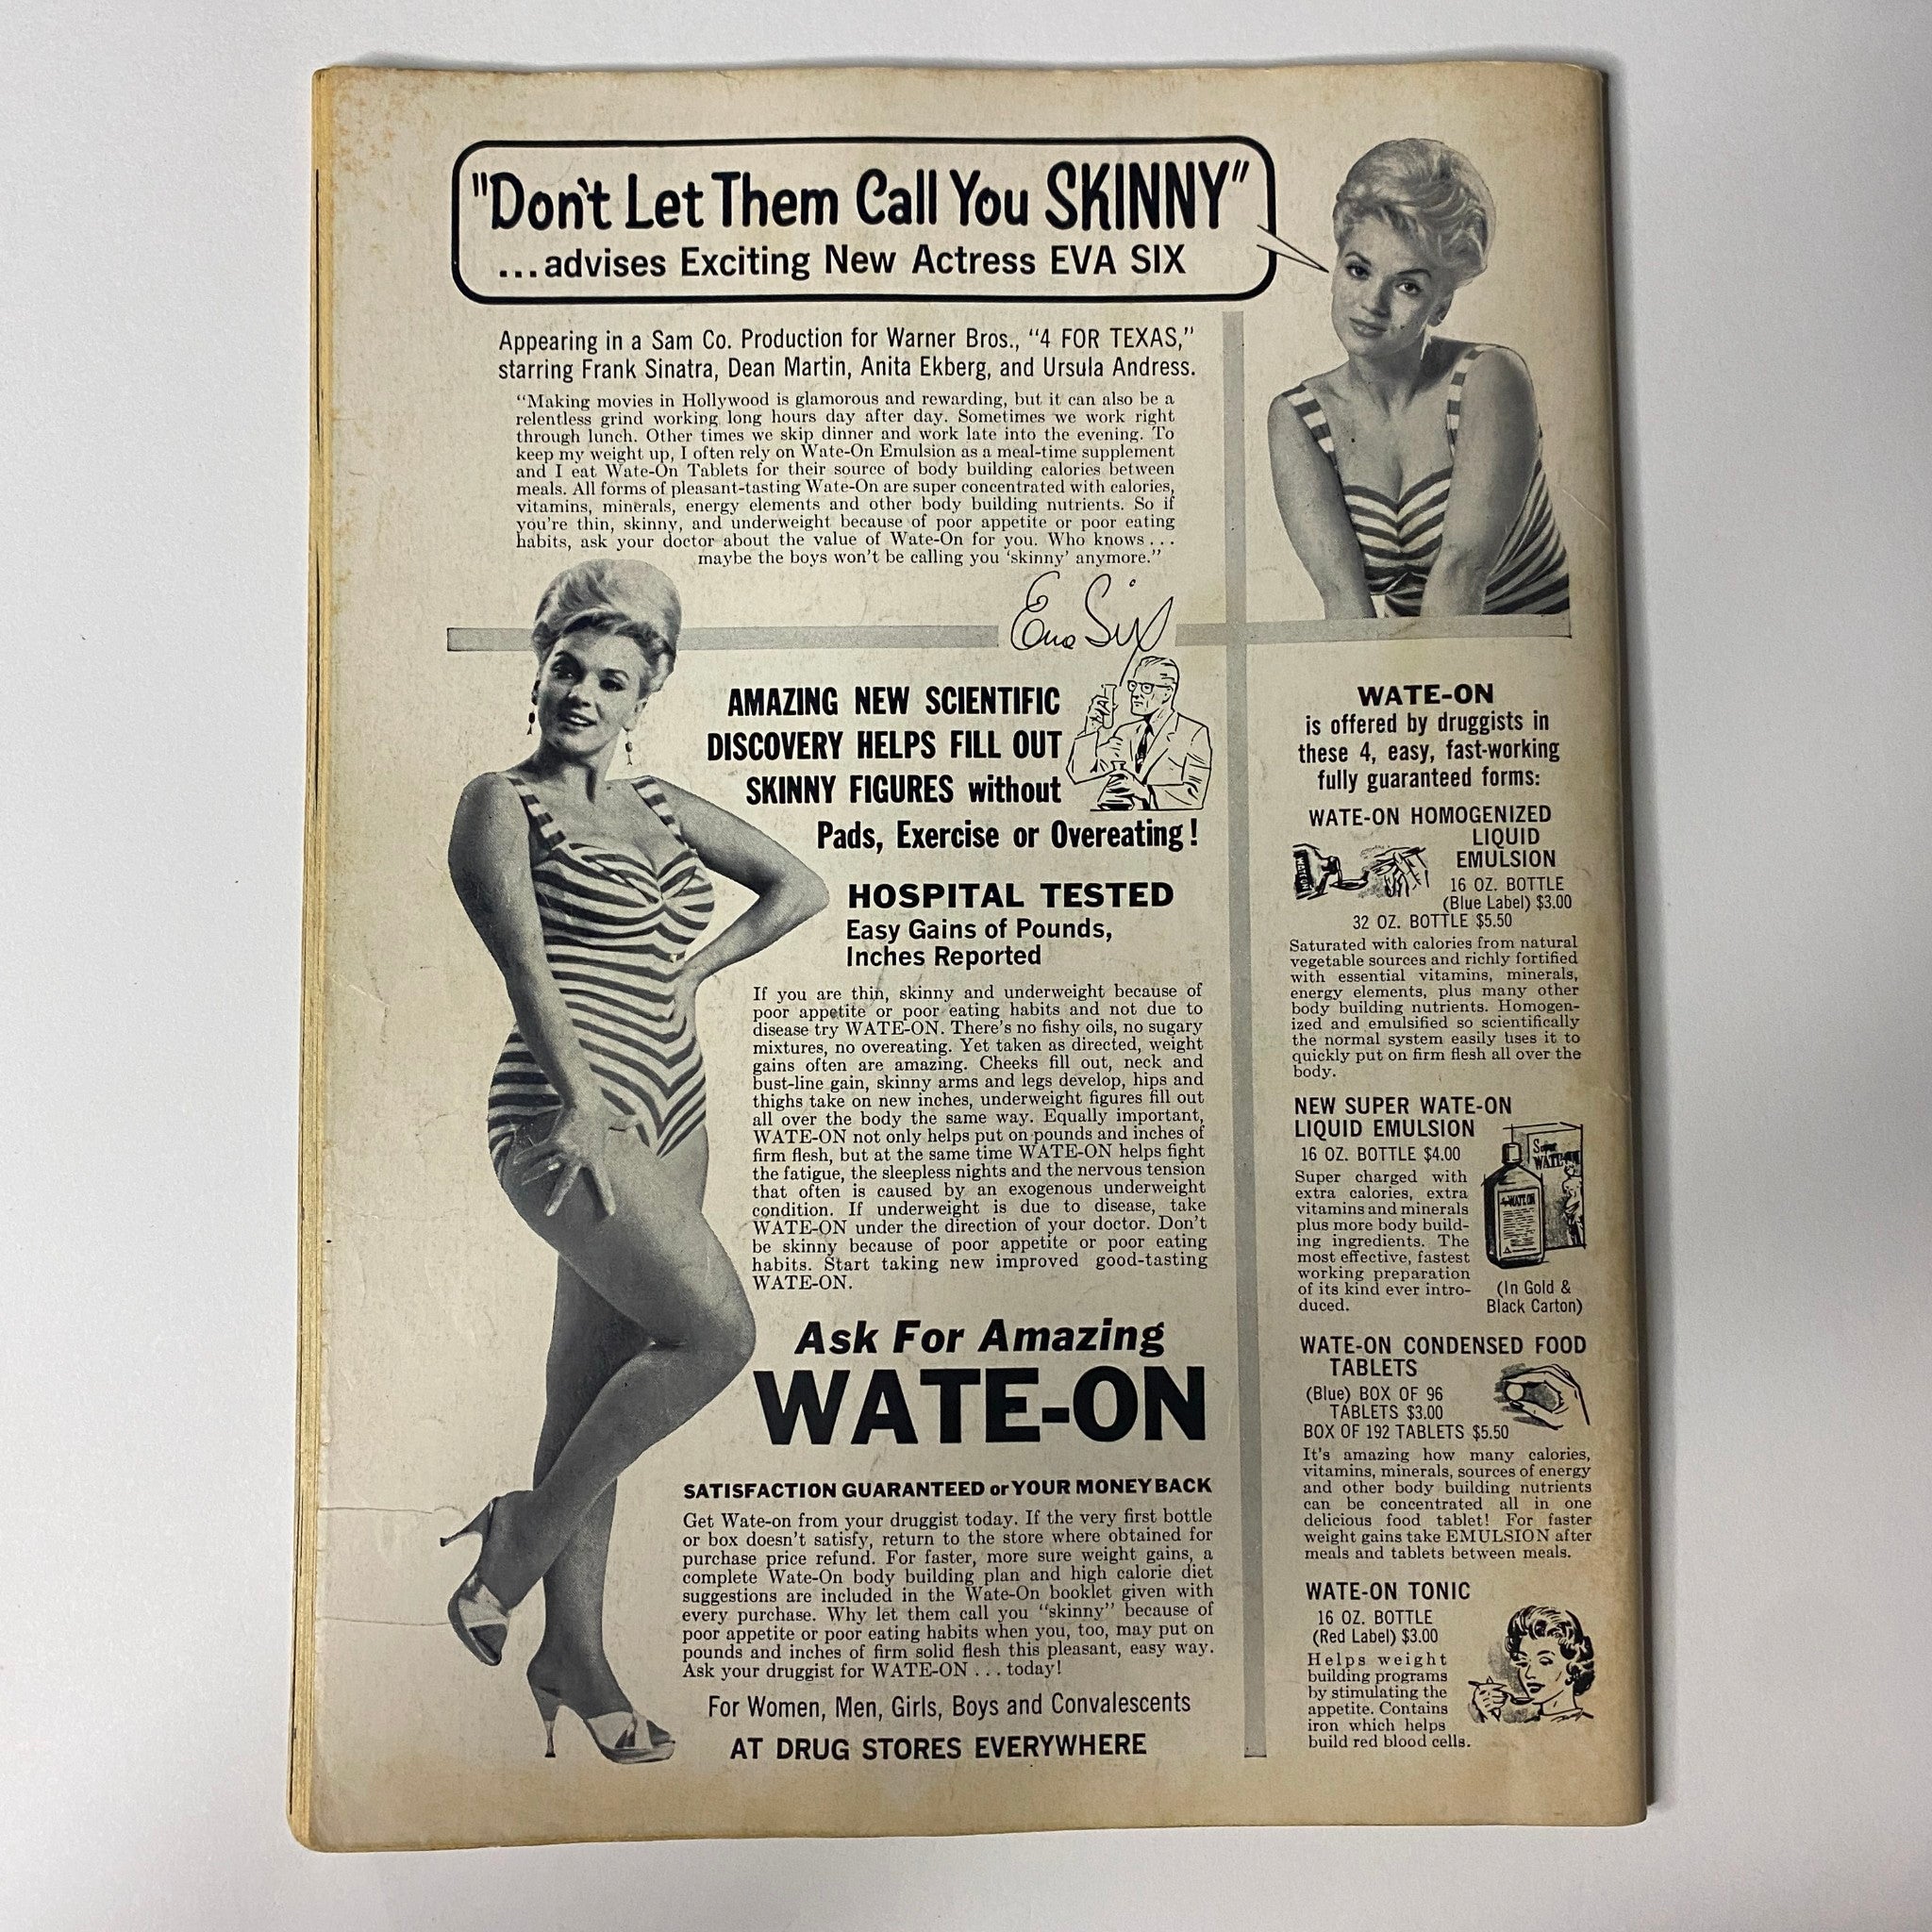 "Don't Let Them Call You SKINNY"
...advises Exciting New Actress EVA SIX
Appearing in a Sam Co. Production for Warner Bros., "4 FOR TEXAS,"
starring Frank Sinatra, Dean Martin, Anita Ekberg, and Ursula Andress.
"Making movies in Hollywood is glamorous and rewarding, but it can also be a
relentless grind working long hours day after day. Sometimes we work right
through lunch. Other times we skip dinner and work late into the evening. To
keep my weight up, I often rely on Wate-On Emulsion as a meal-time supplement
and I eat Wate-On Tablets for their source of body building calories between
meals. All forms of pleasant-tasting Wate-On are super concentrated with calories,
vitamins, minerals, energy elements and other body building nutrients. So if
you're thin, skinny, and underweight because of poor appetite or poor eating
habits, ask your doctor about the value of Wate-On for you. Who knows...
maybe the boys won't be calling you 'skinny' anymore."
Eva Six
AMAZING NEW SCIENTIFIC
DISCOVERY HELPS FILL OUT
SKINNY FIGURES without
Pads, Exercise or Overeating!
HOSPITAL TESTED
Easy Gains of Pounds,
Inches Reported
If you are thin, skinny and underweight because of
poor appetite or poor eating habits and not due to
disease try WATE-ON. There's no fishy oils, no sugary
mixtures, no overeating. Yet taken as directed, weight
gains often are amazing. Cheeks fill out, neck and
bust-line gain, skinny arms and legs develop, hips and
thighs take on new inches, underweight figures fill out
all over the body the same way. Equally important,
WATE-ON not only helps put on pounds and inches of
firm flesh, but at the same time WATE-ON helps fight
the fatigue, the sleepless nights and the nervous tension
that often is caused by an exogenous underweight
condition. If underweight is due to disease, take
WATE-ON under the direction of your doctor. Don't
be skinny because of poor appetite or poor eating
habits. Start taking new improved good-tasting
WATE-ON.
Ask For Amazing
WATE-ON
SATISFACTION GUARANTEED or YOUR MONEY BACK
Get Wate-on from your druggist today. If the very first bottle
or box doesn't satisfy, return to the store where obtained for
purchase price refund. For faster, more sure weight gains, a
complete Wate-On body building plan and high calorie diet
suggestions are included in the Wate-On booklet given with
every purchase. Why let them call you "skinny" because of
poor appetite or poor eating habits when you, too, may put on
pounds and inches of firm solid flesh this pleasant, easy way.
Ask your druggist for WATE-ON... today!
For Women, Men, Girls, Boys and Convalescents
AT DRUG STORES EVERYWHERE
WATE-ON
is offered by druggists in
these 4, easy, fast-working
fully guaranteed forms:
WATE-ON HOMOGENIZED
LIQUID
EMULSION
16 OZ. BOTTLE
(Blue Label) $3.00
32 OZ. BOTTLE $5.50
Saturated with calories from natural
vegetable sources and richly fortified
with essential vitamins, minerals,
energy elements, plus many other
body building nutrients. Homogen-
ized and emulsified so scientifically
the normal system easily uses it to
quickly put on firm flesh all over the
body.
NEW SUPER WATE-ON
LIQUID EMULSION
16 OZ. BOTTLE $4.00
Super charged with
extra calories, extra
vitamins and minerals
plus more body build-
ing ingredients. The
most effective, fastest
working preparation
of its kind ever intro-
duced.
Super
WATE-ON
WATE-ON
(In Gold &
Black Carton)
WATE-ON CONDENSED FOOD
TABLETS
(Blue) BOX OF 96
TABLETS $3.00
BOX OF 192 TABLETS $5.50
It's amazing how many calories,
vitamins, minerals, sources of energy
and other body building nutrients
can be concentrated all in one
delicious food tablet! For faster
weight gains take EMULSION after
meals and tablets between meals.
WATE-ON TONIC
16 OZ. BOTTLE
(Red Label) $3.00
Helps weight
building programs
by stimulating the
appetite. Contains
iron which helps
build red blood cells.